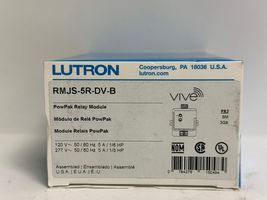 LUTRON
Coopersburg, PA 18036 U.S.A.
lutron.com
RMJS-5R-DV-B
PowPak Relay Module
Módulo de Relé PowPak
Module Relais PowPak
vive
120 V~ 50 / 60 Hz 5 A / 1/6 HP
277 V~ 50 / 60 Hz 5 A / 1/3 HP
NOM
Assembled | Ensamblado | Assemblé
U.S.A. | E.U.A. | É.U.